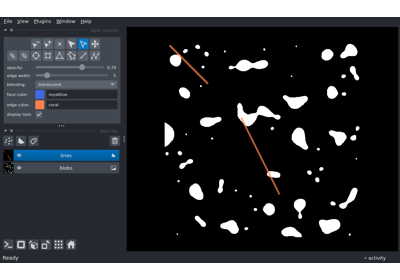 File View Plugins Window Help
opacity: 0.70
edge width: 5
blending: translucent
face color: royalblue
edge color: coral
display text: ✓
lines
blobs
Ready
activity